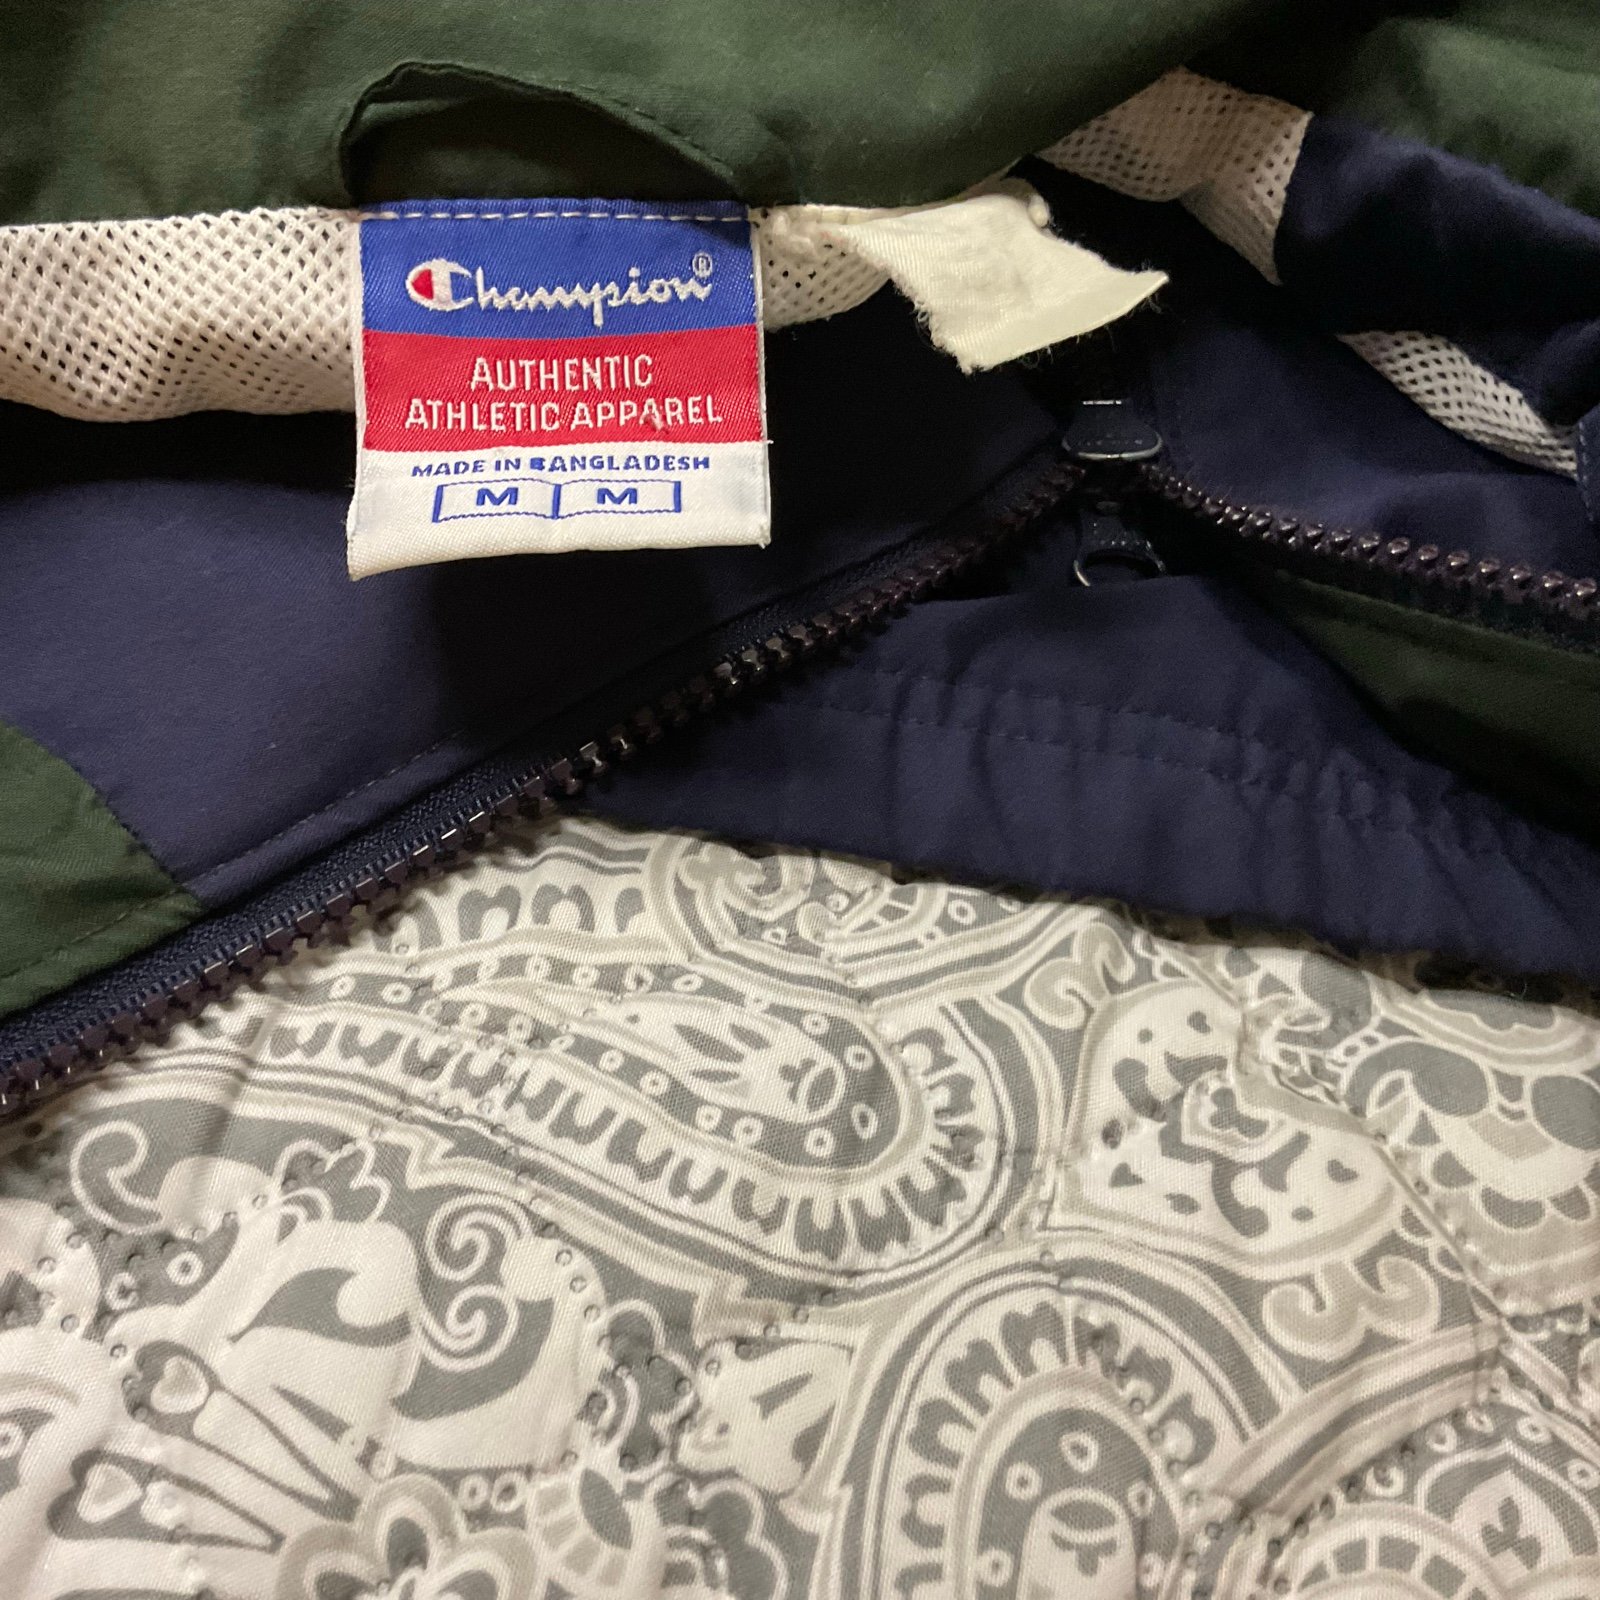 Champion®
AUTHENTIC
ATHLETIC APPAREL
MADE IN BANGLADESH
M M